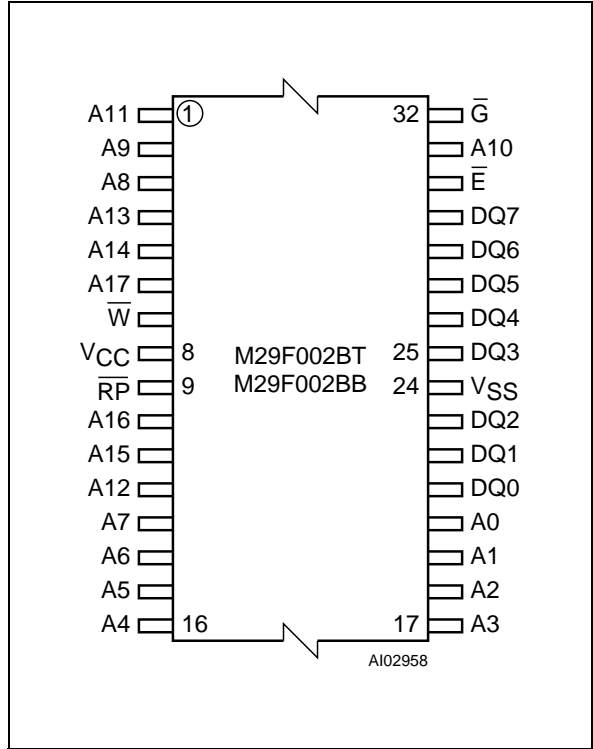 A11 1 32 G̅
A9 A10
A8 E̅
A13 DQ7
A14 DQ6
A17 DQ5
W̅ DQ4
VCC 8 M29F002BT 25 DQ3
R̅P̅ 9 M29F002BB 24 VSS
A16 DQ2
A15 DQ1
A12 DQ0
A7 A0
A6 A1
A5 A2
A4 16 17 A3
AI02958